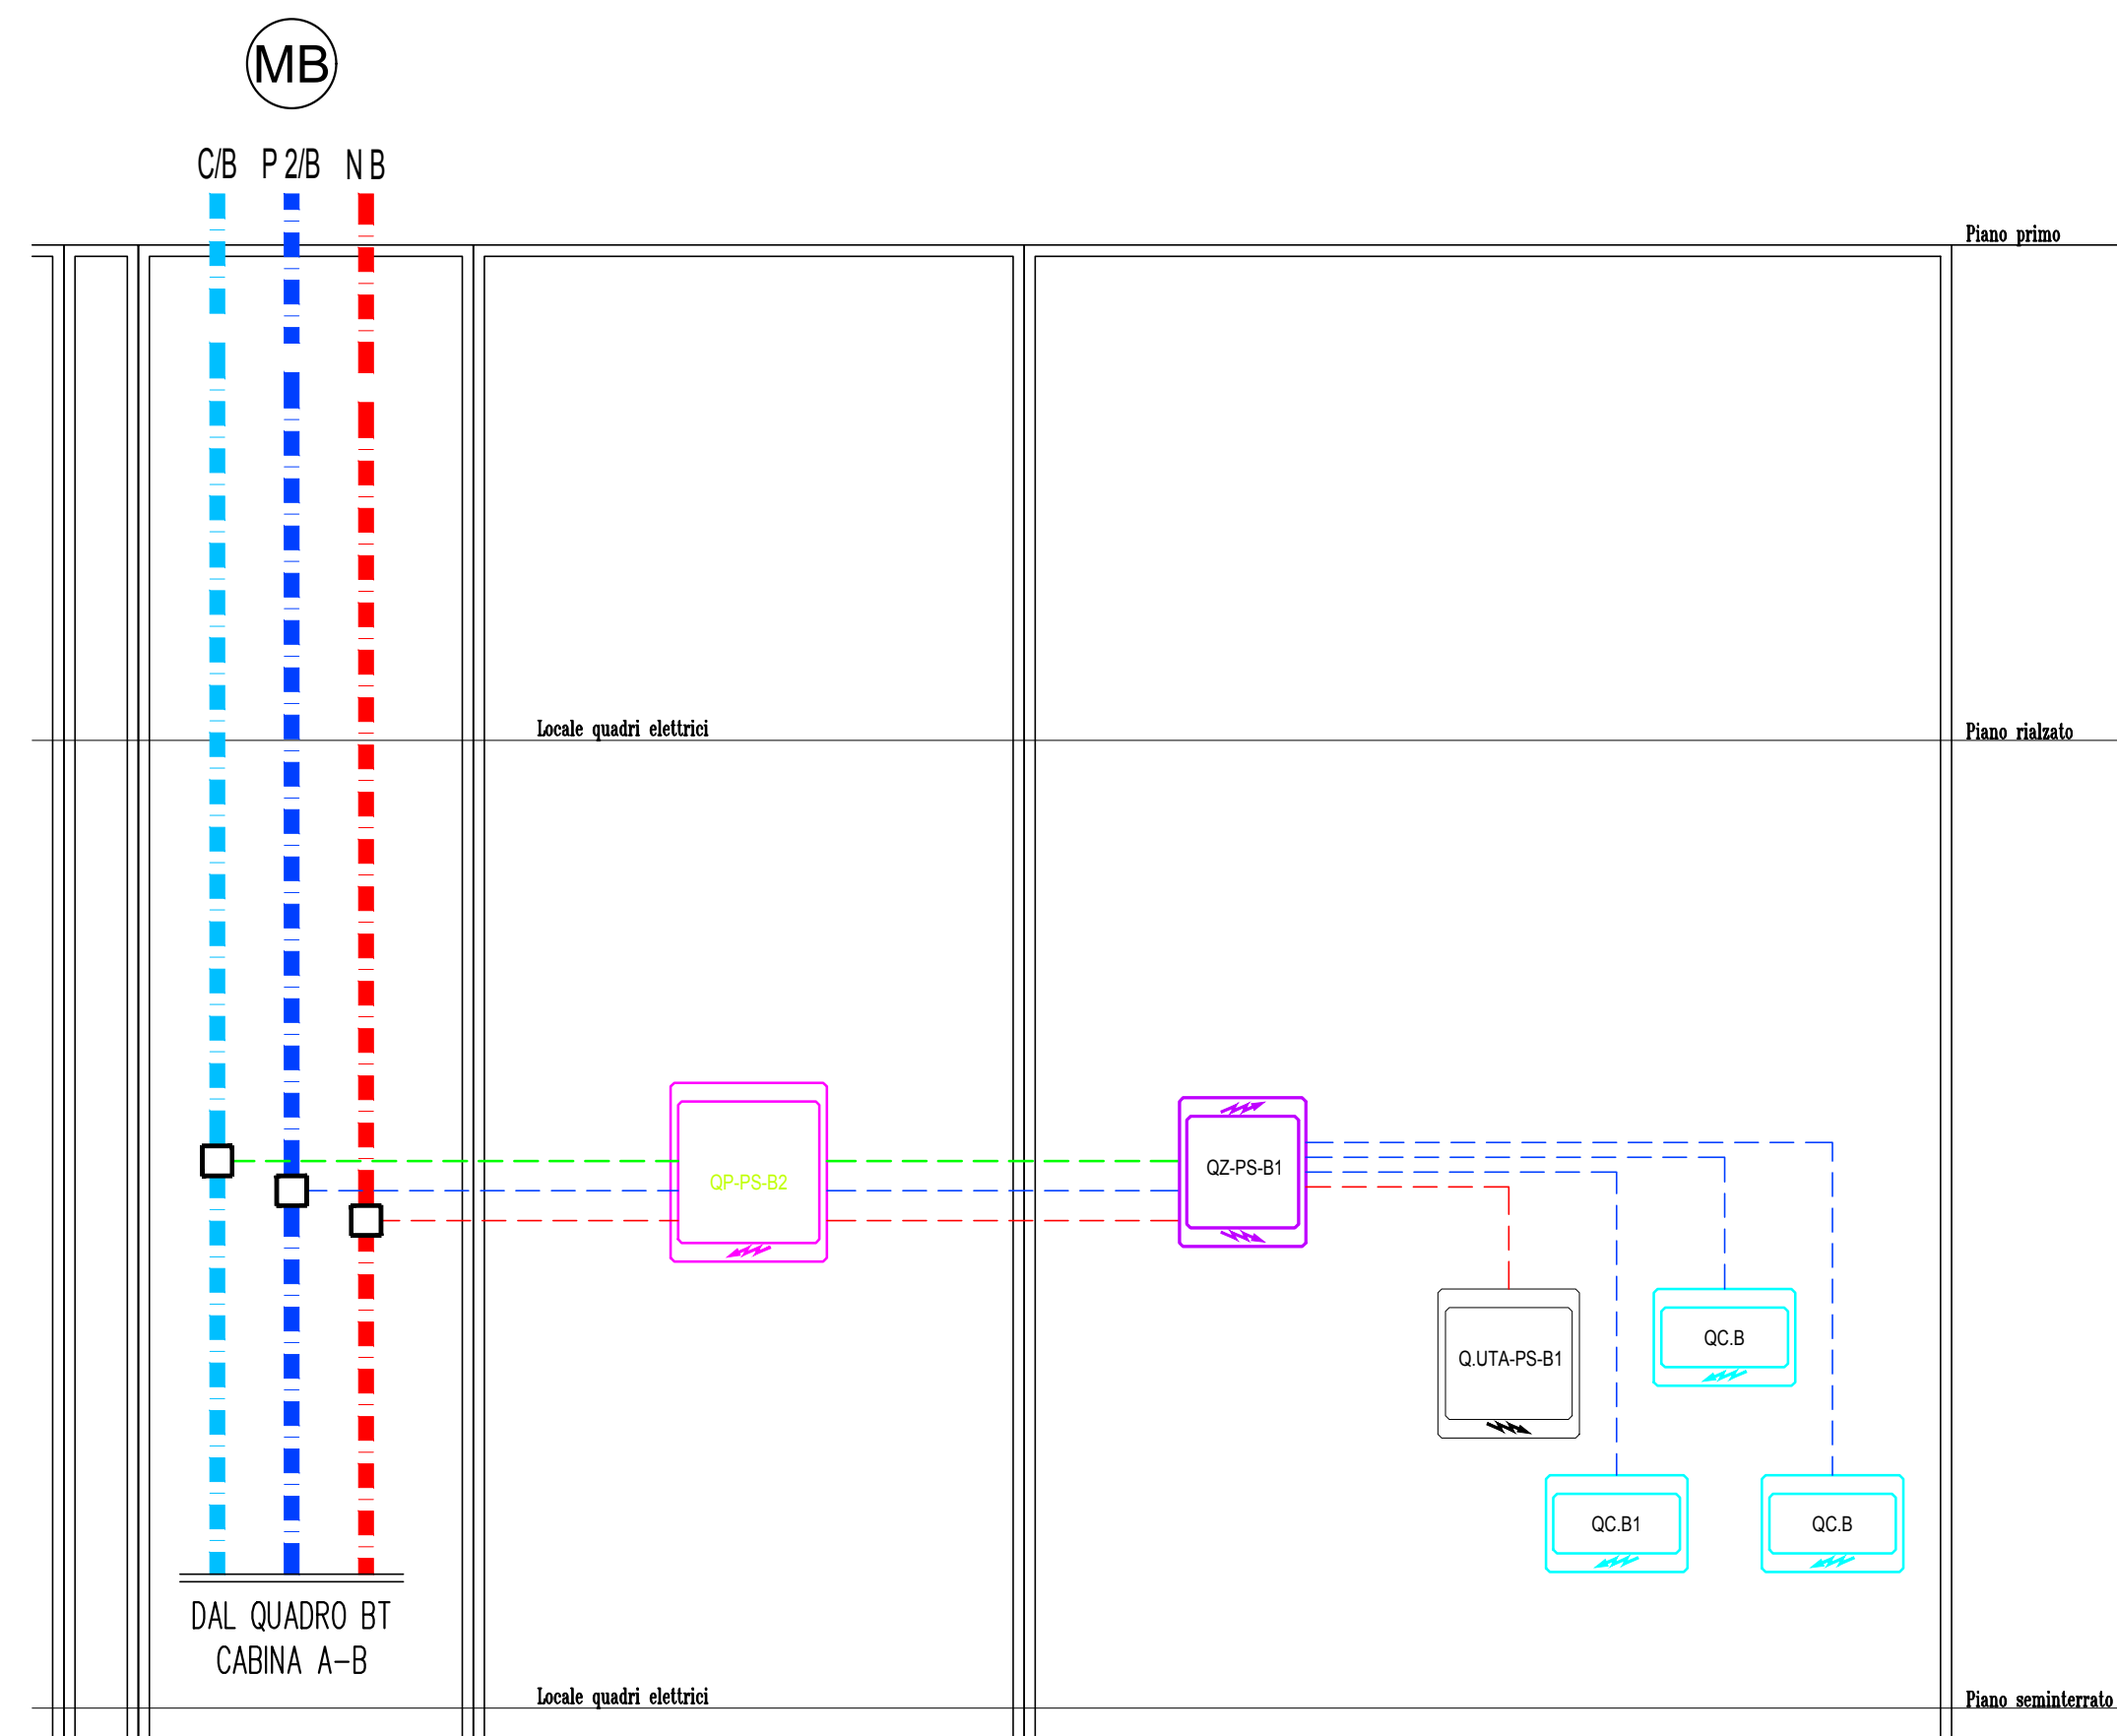 MB
C/B P 2/B N B
Piano primo
Locale quadri elettrici
Piano rialzato
QP-PS-B2
QZ-PS-B1
Q.UTA-PS-B1
QC.B
QC.B1
QC.B
DAL QUADRO BT
CABINA A-B
Locale quadri elettrici
Piano seminterrato